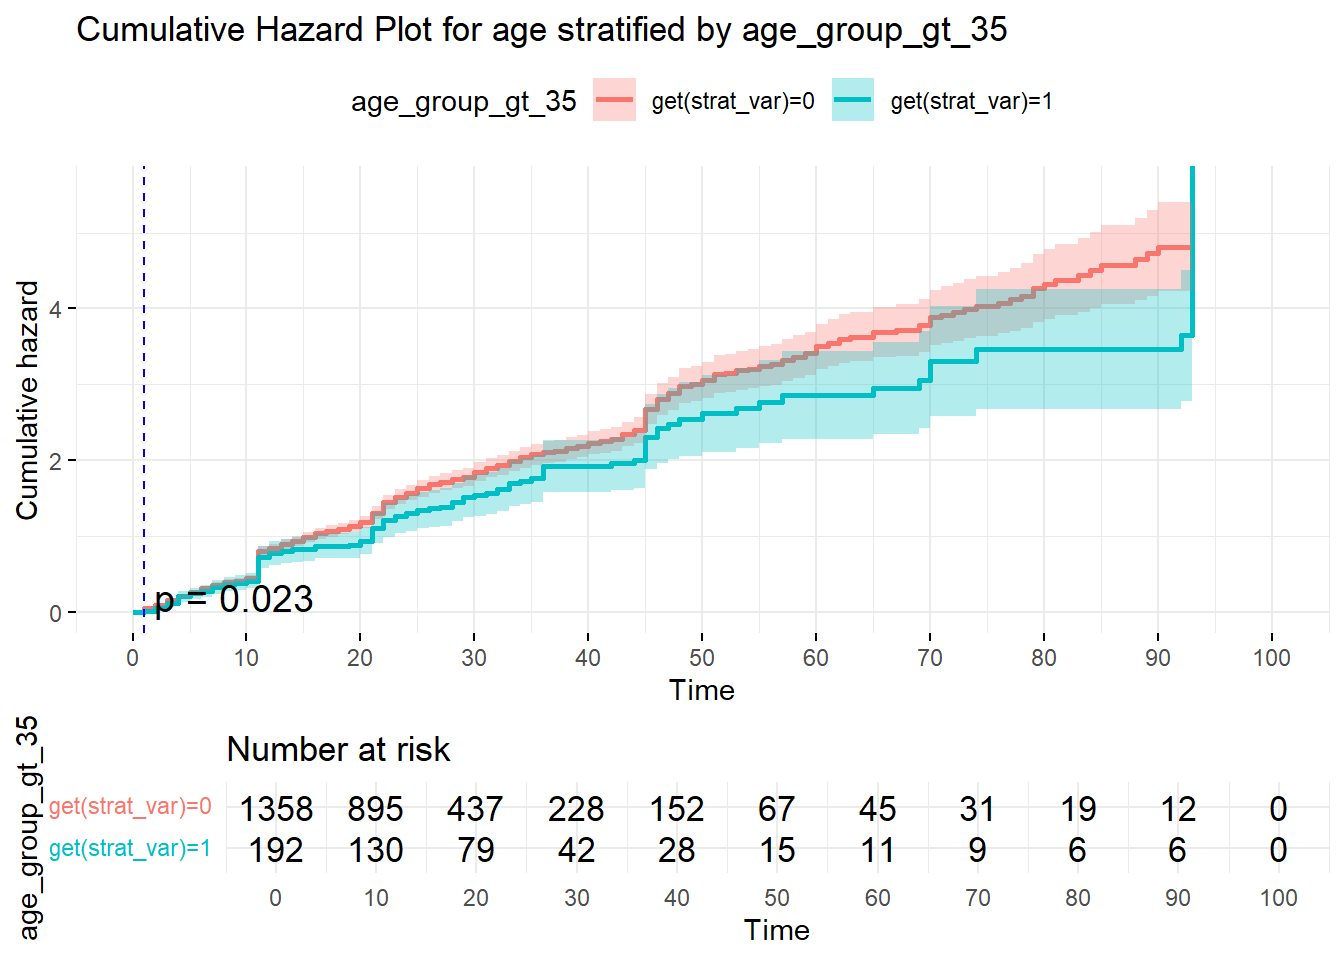 Cumulative Hazard Plot for age stratified by age_group_gt_35
age_group_gt_35 get(strat_var)=0 get(strat_var)=1
Cumulative hazard
4
2
0
p = 0.023
0 10 20 30 40 50 60 70 80 90 100
Time
Number at risk
age_group_gt_35
get(strat_var)=0 1358 895 437 228 152 67 45 31 19 12 0
get(strat_var)=1 192 130 79 42 28 15 11 9 6 6 0
0 10 20 30 40 50 60 70 80 90 100
Time